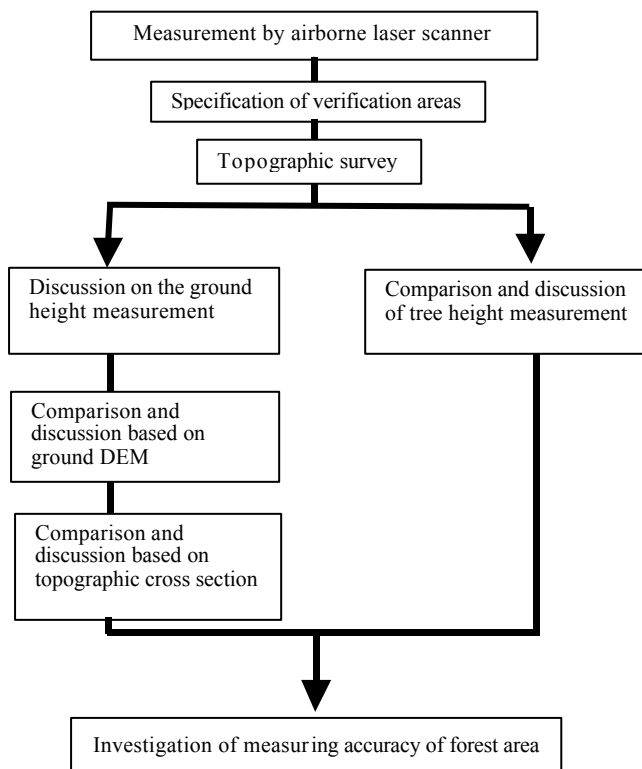 Measurement by airborne laser scanner
Specification of verification areas
Topographic survey
Discussion on the ground
height measurement
Comparison and discussion
of tree height measurement
Comparison and
discussion based on
ground DEM
Comparison and
discussion based on
topographic cross section
Investigation of measuring accuracy of forest area